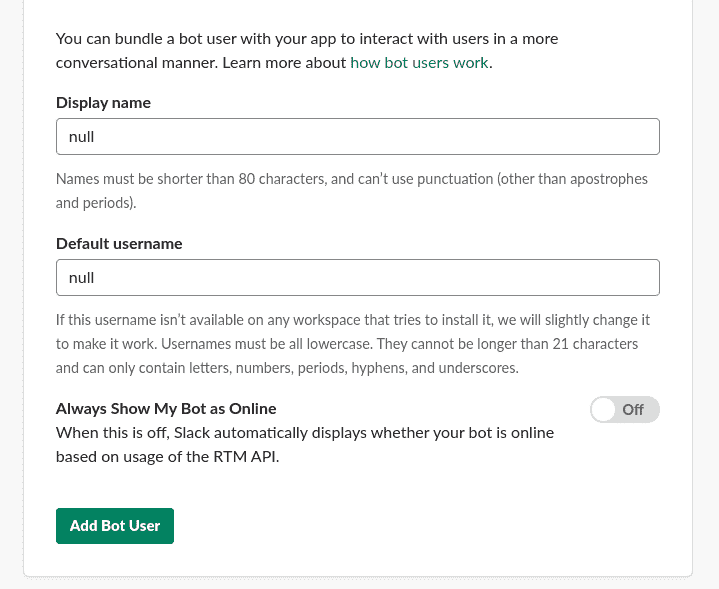 You can bundle a bot user with your app to interact with users in a more
conversational manner. Learn more about how bot users work.
Display name
null
Names must be shorter than 80 characters, and can’t use punctuation (other than apostrophes
and periods).
Default username
null
If this username isn’t available on any workspace that tries to install it, we will slightly change it
to make it work. Usernames must be all lowercase. They cannot be longer than 21 characters
and can only contain letters, numbers, periods, hyphens, and underscores.
Always Show My Bot as Online
Off
When this is off, Slack automatically displays whether your bot is online
based on usage of the RTM API.
Add Bot User